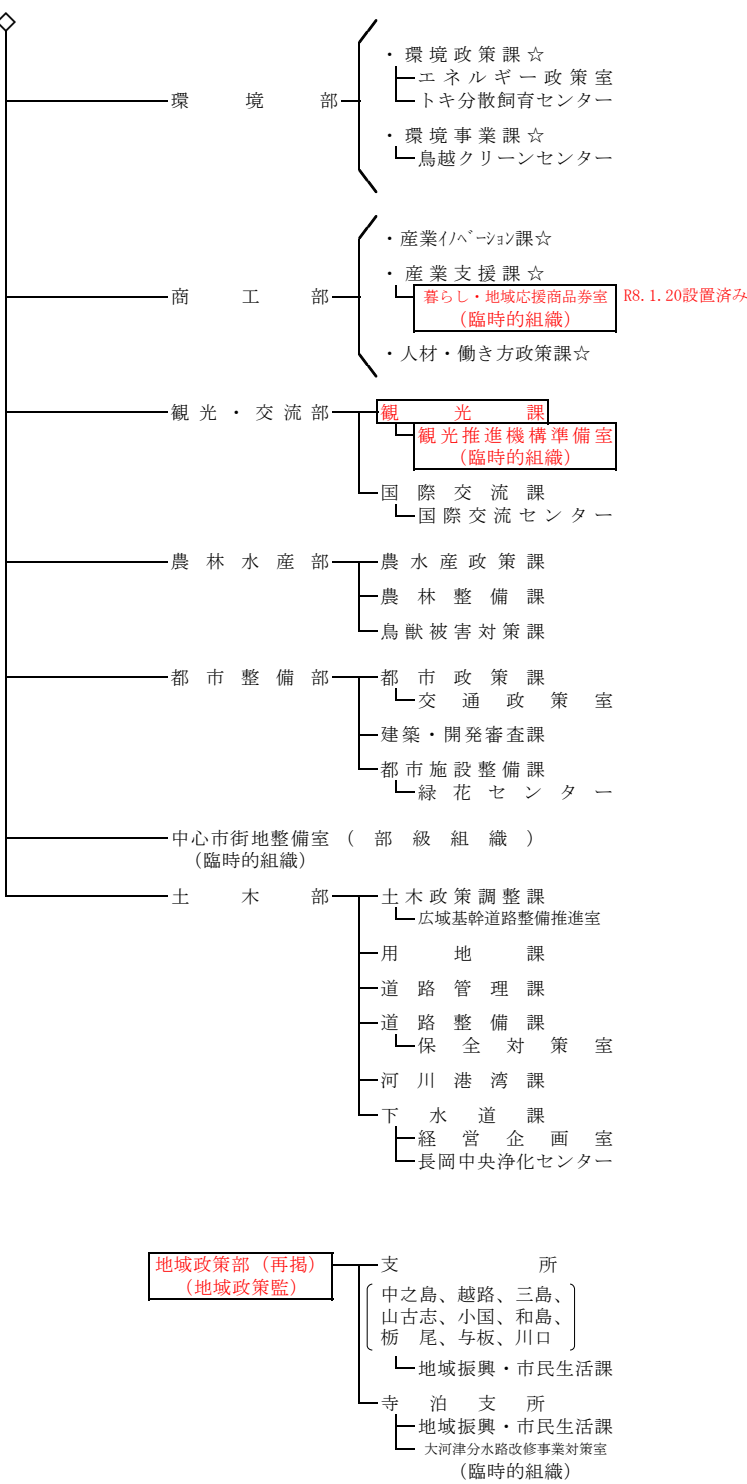 ・環境政策課☆
エネルギー政策室
環境部
トキ分散飼育センター
・環境事業課☆
鳥越クリーンセンター
・産業ｲﾉﾍﾞｰｼｮﾝ課☆
・産業支援課☆
商工部
暮らし・地域応援商品券室 R8.1.20設置済み
(臨時的組織)
・人材・働き方政策課☆
観光・交流部 観光課
観光推進機構準備室
(臨時的組織)
国際交流課
国際交流センター
農林水産部 農水産政策課
農林整備課
鳥獣被害対策課
都市整備部 都市政策課
交通政策室
建築・開発審査課
都市施設整備課
緑花センター
中心市街地整備室(部級組織)
(臨時的組織)
土木部 土木政策調整課
広域基幹道路整備推進室
用地課
道路管理課
道路整備課
保全対策室
河川港湾課
下水道課
経営企画室
長岡中央浄化センター
地域政策部(再掲) 支所
(地域政策監)
中之島、越路、三島、
山古志、小国、和島、
栃尾、与板、川口
地域振興・市民生活課
寺泊支所
地域振興・市民生活課
大河津分水路改修事業対策室
(臨時的組織)